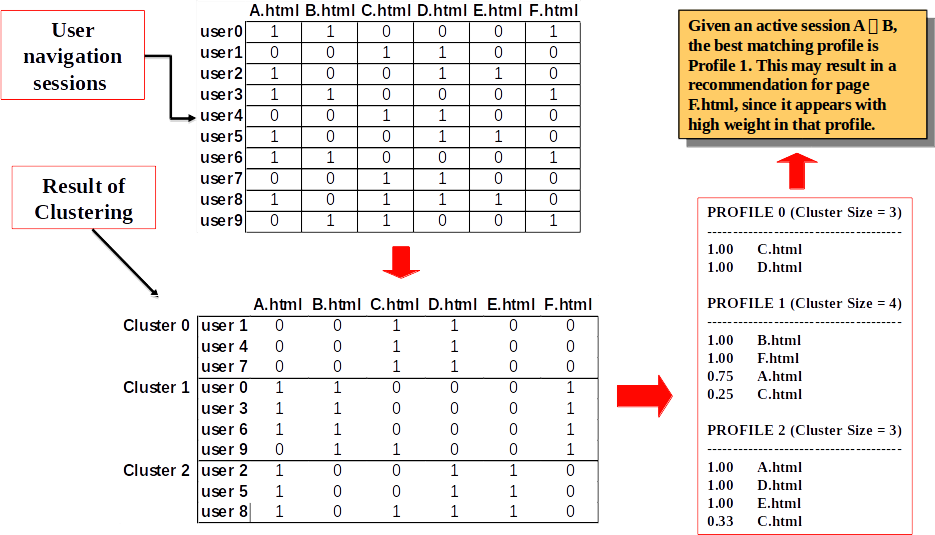 User
navigation
sessions
A.html B.html C.html D.html E.html F.html
user0 1 1 0 0 0 1
user1 0 0 1 1 0 0
user2 1 0 0 1 1 0
user3 1 1 0 0 0 1
user4 0 0 1 1 0 0
user5 1 0 0 1 1 0
user6 1 1 0 0 0 1
user7 0 0 1 1 0 0
user8 1 0 1 1 1 0
user9 0 1 1 0 0 1
Given an active session A □ B,
the best matching profile is
Profile 1. This may result in a
recommendation for page
F.html, since it appears with
high weight in that profile.
Result of
Clustering
A.html B.html C.html D.html E.html F.html
Cluster 0 user 1 0 0 1 1 0 0
user 4 0 0 1 1 0 0
user 7 0 0 1 1 0 0
Cluster 1 user 0 1 1 0 0 0 1
user 3 1 1 0 0 0 1
user 6 1 1 0 0 0 1
user 9 0 1 1 0 0 1
Cluster 2 user 2 1 0 0 1 1 0
user 5 1 0 0 1 1 0
user 8 1 0 1 1 1 0
PROFILE 0 (Cluster Size = 3)
--------------------------------------
1.00 C.html
1.00 D.html
PROFILE 1 (Cluster Size = 4)
--------------------------------------
1.00 B.html
1.00 F.html
0.75 A.html
0.25 C.html
PROFILE 2 (Cluster Size = 3)
--------------------------------------
1.00 A.html
1.00 D.html
1.00 E.html
0.33 C.html